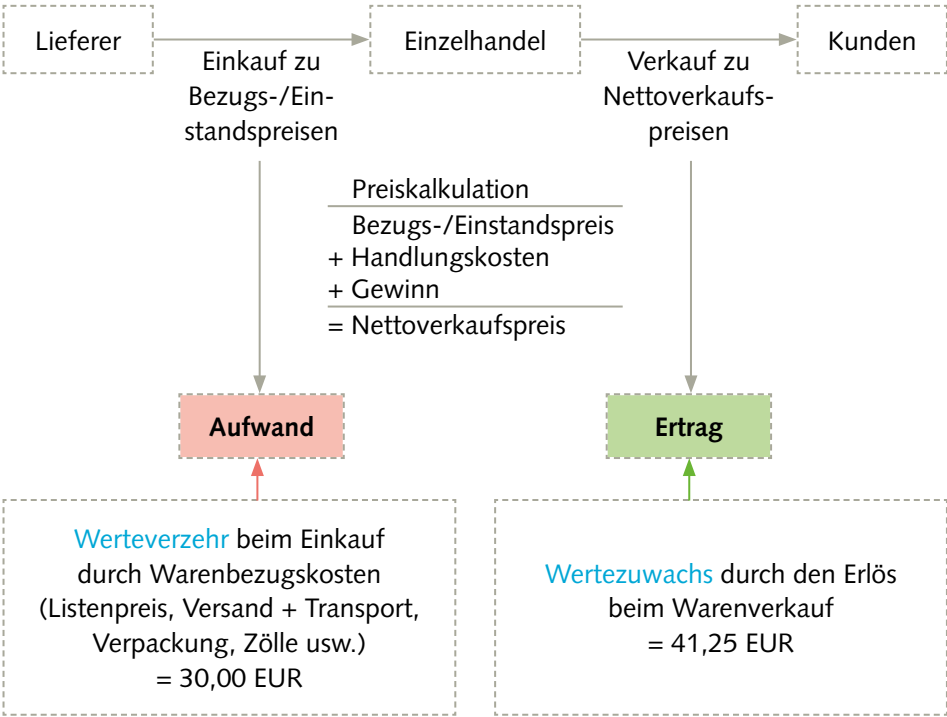 Lieferer
Einzelhandel
Kunden
Einkauf zu
Bezugs-/Ein-
standspreisen
Verkauf zu
Nettoverkaufs-
preisen
Preiskalkulation
Bezugs-/Einstandspreis
+ Handlungskosten
+ Gewinn
= Nettoverkaufspreis
Aufwand
Ertrag
Werteverzehr beim Einkauf
durch Warenbezugskosten
(Listenpreis, Versand + Transport,
Verpackung, Zölle usw.)
= 30,00 EUR
Wertezuwachs durch den Erlös
beim Warenverkauf
= 41,25 EUR